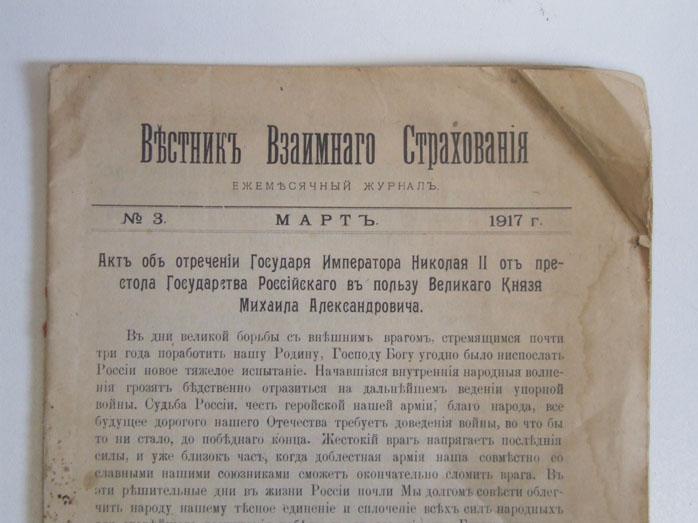 Вѣстникъ Взаимнаго Страхованія
ЕЖЕМѢСЯЧНЫЙ ЖУРНАЛЪ.
№ 3. МАРТЪ. 1917 г.
Актъ объ отреченіи Государя Императора Николая II отъ пре-
стола Государства Россійскаго въ пользу Великаго Князя
Михаила Александровича.
Въ дни великой борьбы съ внѣшнимъ врагомъ, стремящимся почти
три года поработить нашу Родину, Господу Богу угодно было ниспослать
Россіи новое тяжелое испытаніе. Начавшіяся внутреннія народныя волне-
нія грозятъ бѣдственно отразиться на дальнѣйшемъ веденіи упорной
войны. Судьба Россіи, честь геройской нашей арміи, благо народа, все
будущее дорогого нашего Отечества требуетъ доведенія войны, во что бы
то ни стало, до побѣднаго конца. Жестокій врагъ напрягаетъ послѣднія
силы, и уже близокъ часъ, когда доблестная армія наша совмѣстно со
славными нашими союзниками сможетъ окончательно сломить врага. Въ
эти рѣшительные дни въ жизни Россіи почли Мы долгомъ совѣсти облег-
чить народу нашему тѣсное единеніе и сплоченіе всѣхъ силъ народныхъ